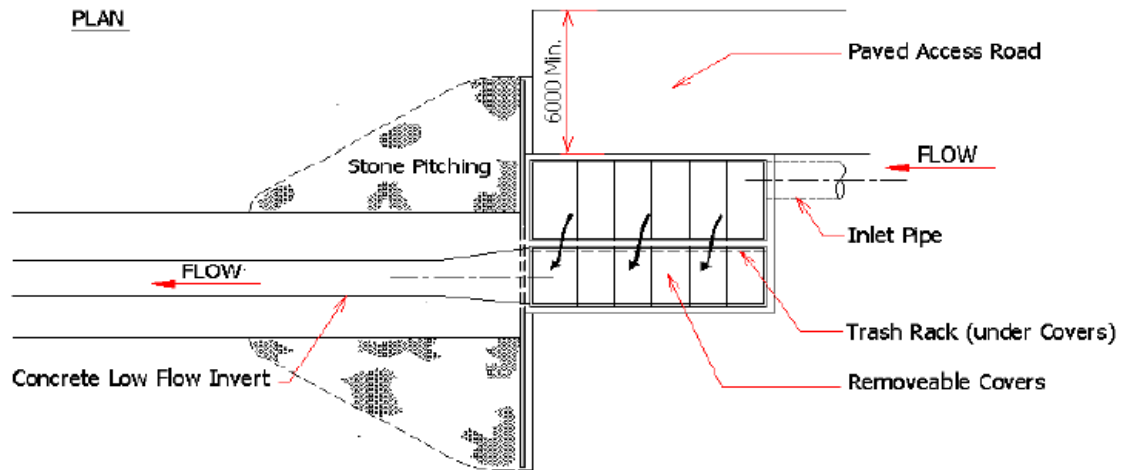 PLAN
6000 Min.
Paved Access Road
FLOW
Stone Pitching
Inlet Pipe
FLOW
Trash Rack (under Covers)
Concrete Low Flow Invert
Removeable Covers